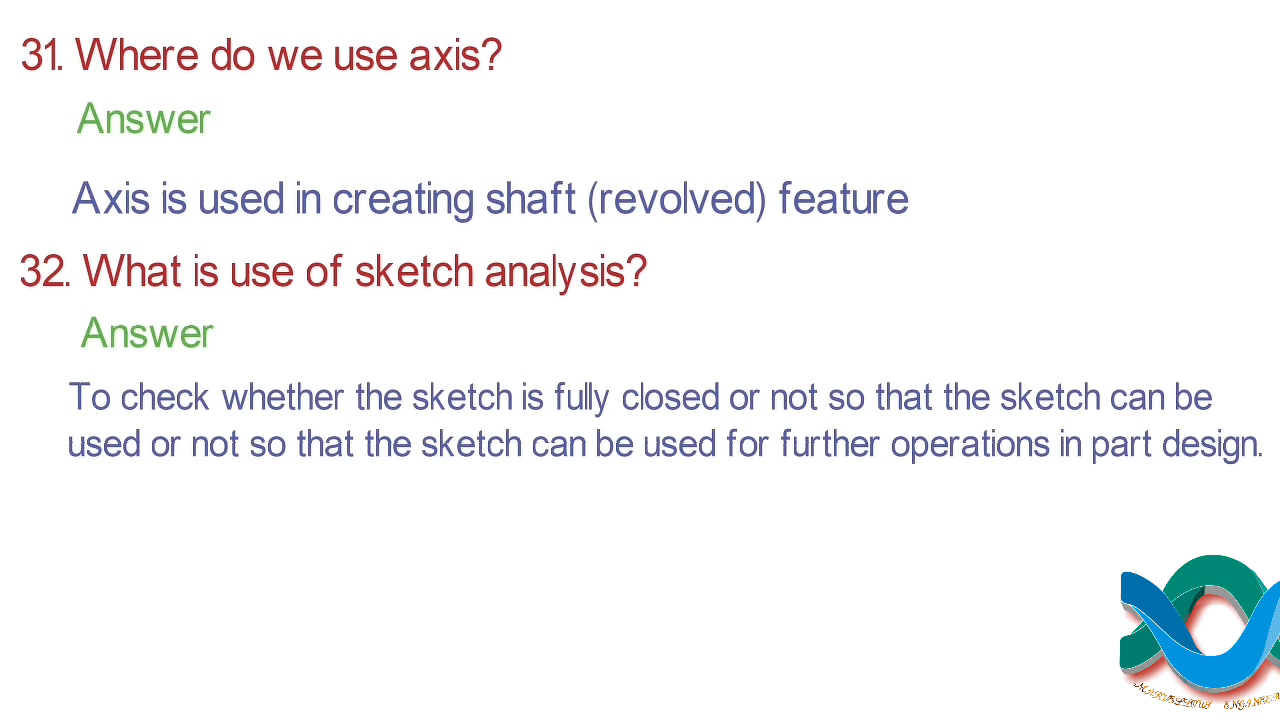 31. Where do we use axis?
Answer
Axis is used in creating shaft (revolved) feature
32. What is use of sketch analysis?
Answer
To check whether the sketch is fully closed or not so that the sketch can be
used or not so that the sketch can be used for further operations in part design.